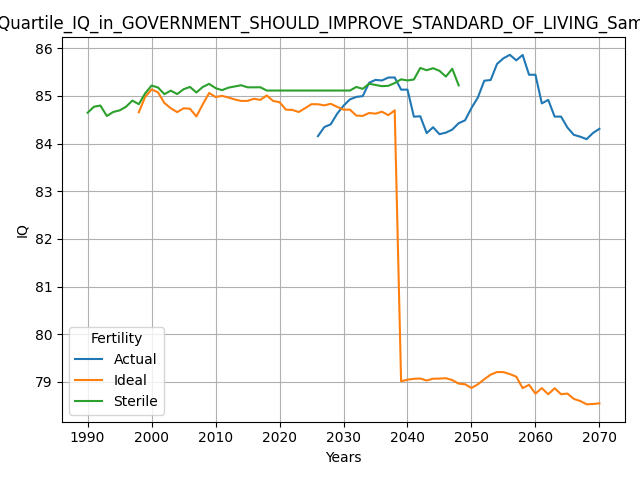 Quartile_IQ_in_GOVERNMENT_SHOULD_IMPROVE_STANDARD_OF_LIVING_Sam
86
85
84
83
82
81
80
79
IQ
Fertility
Actual
Ideal
Sterile
1990
2000
2010
2020
2030
2040
2050
2060
2070
Years